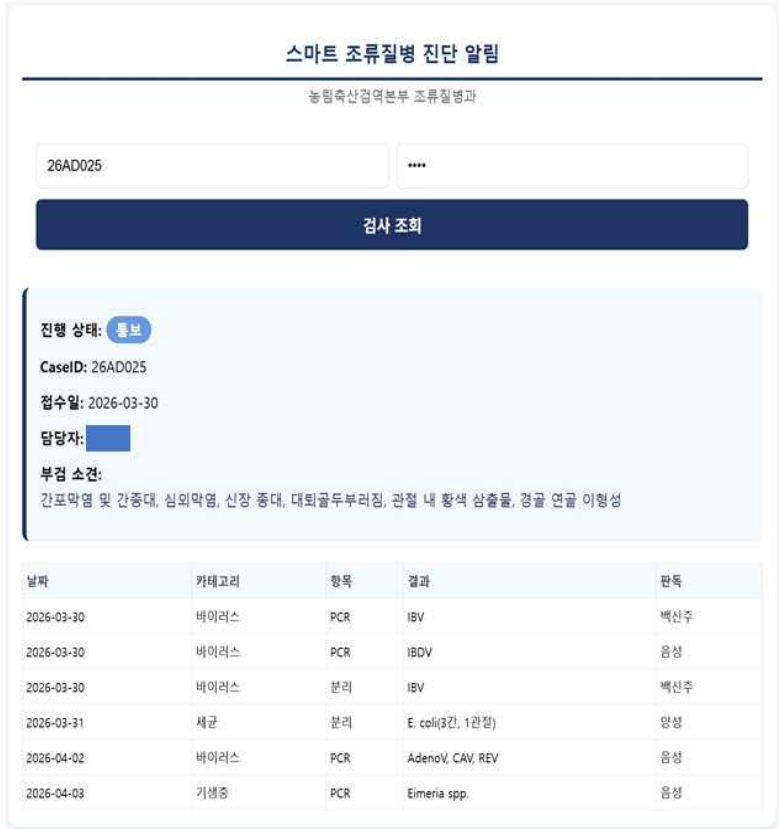 스마트 조류질병 진단 알림
농림축산검역본부 조류질병과
26AD025 ••••
검사 조회
진행 상태: 통보
CaseID: 26AD025
접수일: 2026-03-30
담당자:
부검 소견:
간포막염 및 간종대, 심외막염, 신장 종대, 대퇴골두부러짐, 관절 내 황색 삼출물, 경골 연골 이형성
날짜 카테고리 항목 결과 판독
2026-03-30 바이러스 PCR IBV 백신주
2026-03-30 바이러스 PCR IBDV 음성
2026-03-30 바이러스 분리 IBV 백신주
2026-03-31 세균 분리 E. coli(3간, 1관절) 양성
2026-04-02 바이러스 PCR AdenoV, CAV, REV 음성
2026-04-03 기생충 PCR Eimeria spp. 음성